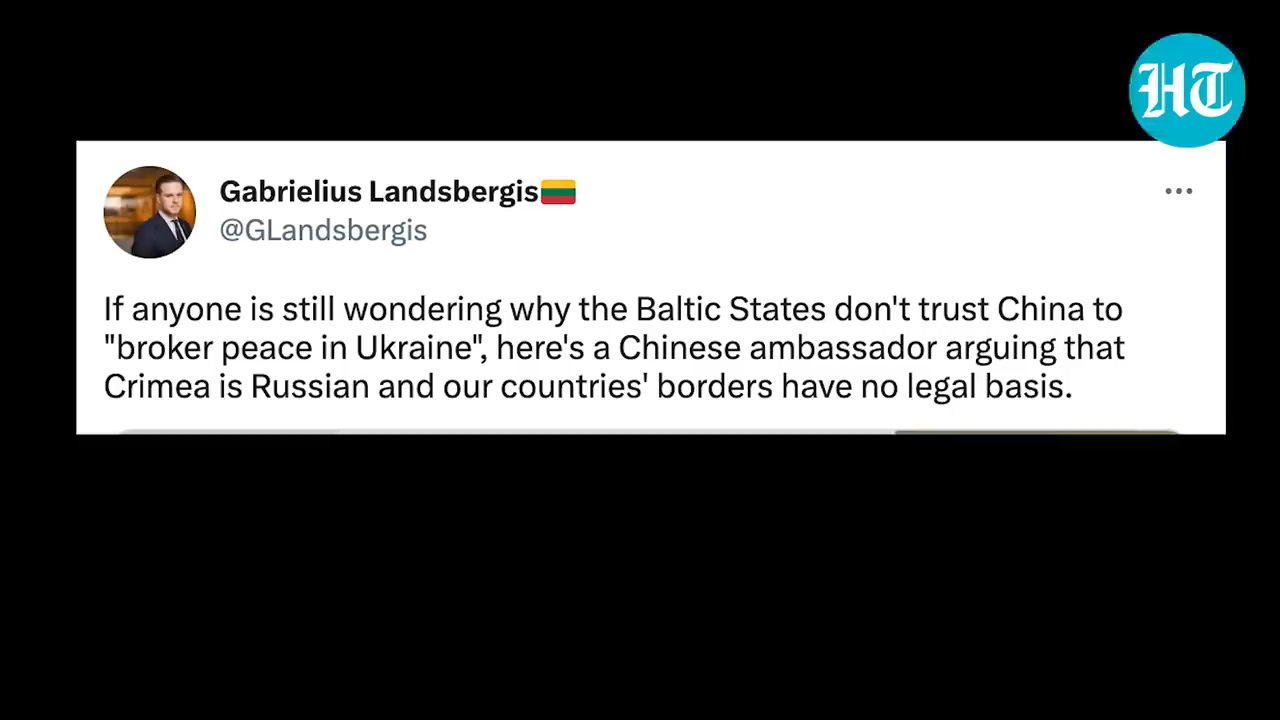 HT
Gabrielius Landsbergis
@GLandsbergis
If anyone is still wondering why the Baltic States don't trust China to
"broker peace in Ukraine", here's a Chinese ambassador arguing that
Crimea is Russian and our countries' borders have no legal basis.